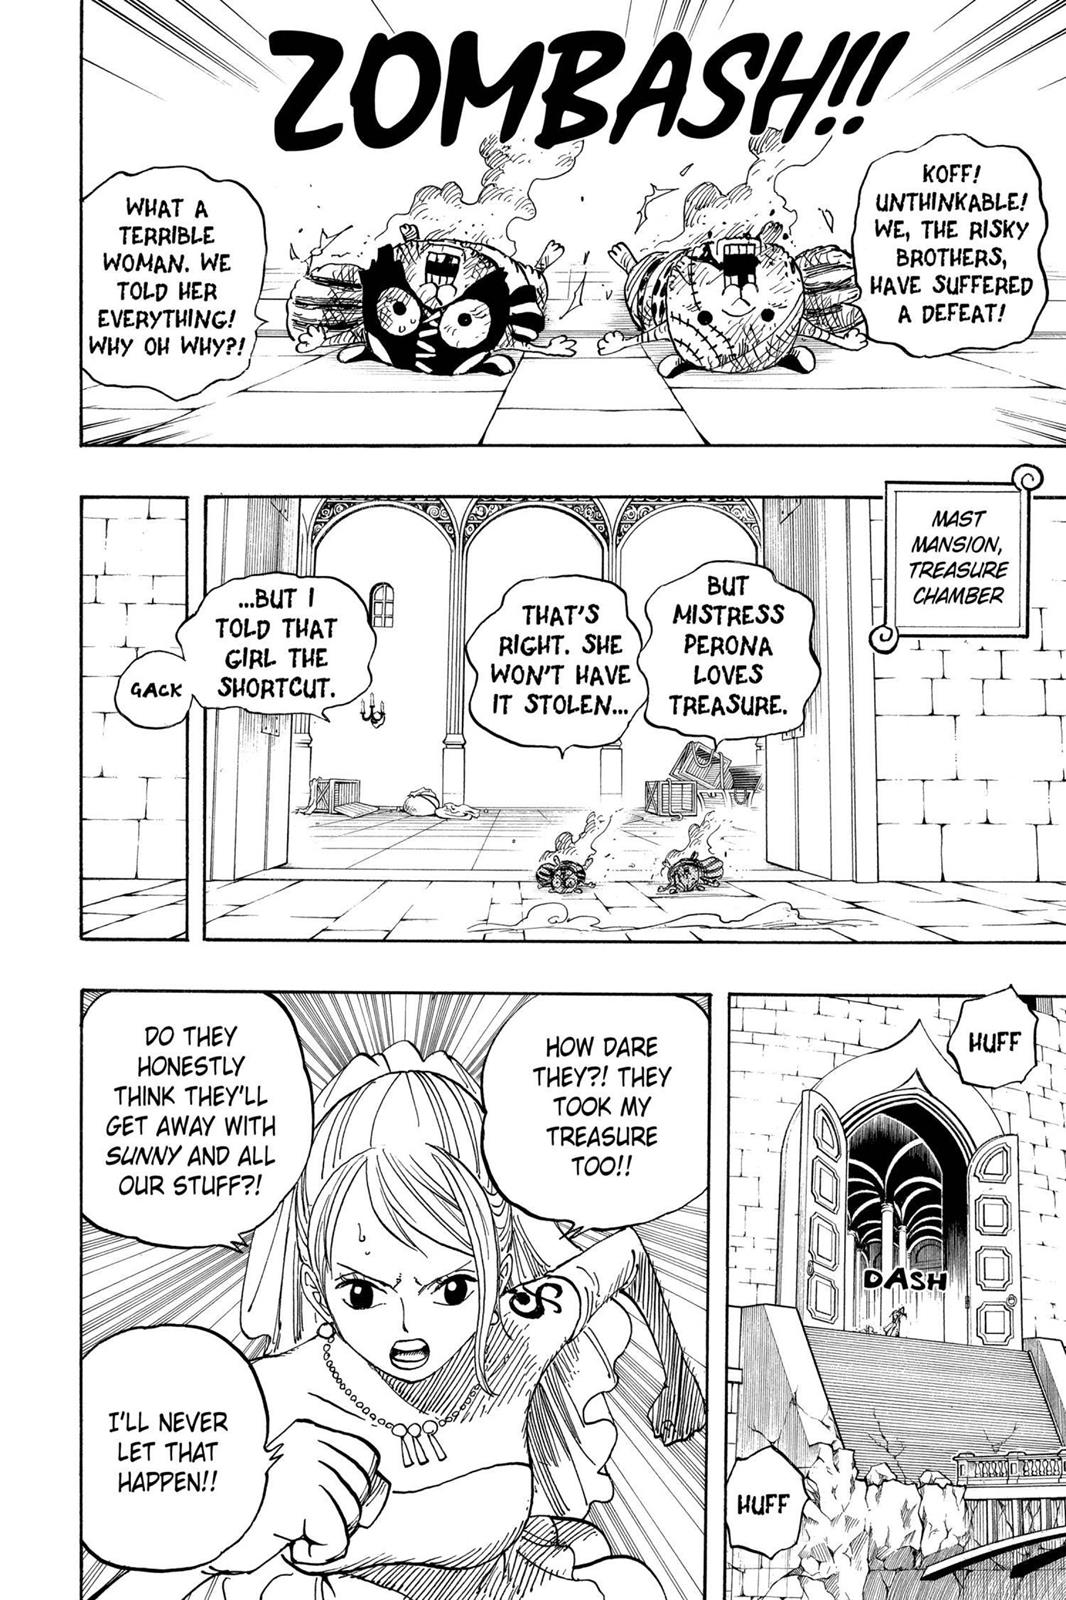 ZOMBASH!!
KOFF!
UNTHINKABLE!
WE, THE RISKY
BROTHERS,
HAVE SUFFERED
A DEFEAT!
WHAT A
TERRIBLE
WOMAN. WE
TOLD HER
EVERYTHING!
WHY OH WHY?!
MAST
MANSION,
TREASURE
CHAMBER
BUT
MISTRESS
PERONA
LOVES
TREASURE.
THAT'S
RIGHT. SHE
WON'T HAVE
IT STOLEN...
...BUT I
TOLD THAT
GIRL THE
SHORTCUT.
GACK
HUFF
DASH
HUFF
HOW DARE
THEY?! THEY
TOOK MY
TREASURE
TOO!!
DO THEY
HONESTLY
THINK THEY'LL
GET AWAY WITH
SUNNY AND ALL
OUR STUFF?!
I'LL NEVER
LET THAT
HAPPEN!!